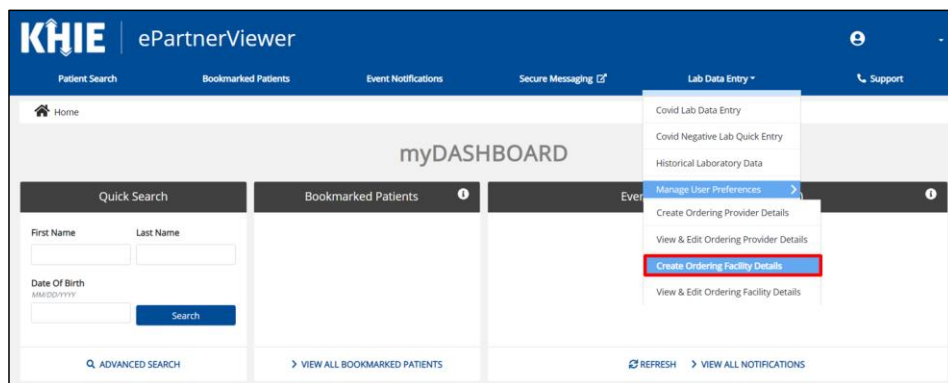 KHIE ePartnerViewer
Patient Search Bookmarked Patients Event Notifications Secure Messaging Lab Data Entry Support
Home
Covid Lab Data Entry
Covid Negative Lab Quick Entry
Historical Laboratory Data
Manage User Preferences
Create Ordering Provider Details
View & Edit Ordering Provider Details
Create Ordering Facility Details
View & Edit Ordering Facility Details
myDASHBOARD
Quick Search
First Name Last Name
Date Of Birth
MM/DD/YYYY
Search
ADVANCED SEARCH
Bookmarked Patients
VIEW ALL BOOKMARKED PATIENTS
REFRESH VIEW ALL NOTIFICATIONS